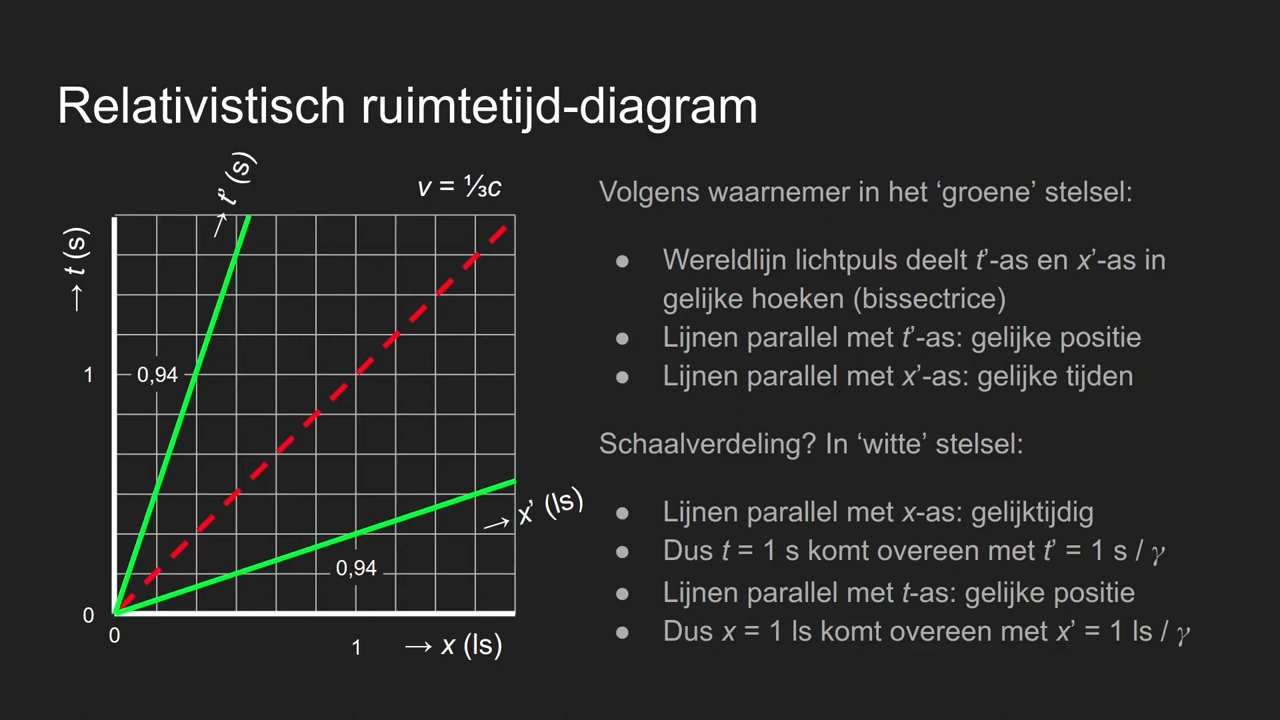 Relativistisch ruimtetijd-diagram
→ t’ (s)
v = ⅓c
→ t (s)
1
0,94
→ x’ (ls)
0,94
0
0
1
→ x (ls)
Volgens waarnemer in het ‘groene’ stelsel:
● Wereldlijn lichtpuls deelt t’-as en x’-as in
gelijke hoeken (bissectrice)
● Lijnen parallel met t’-as: gelijke positie
● Lijnen parallel met x’-as: gelijke tijden
Schaalverdeling? In ‘witte’ stelsel:
● Lijnen parallel met x-as: gelijktijdig
● Dus t = 1 s komt overeen met t’ = 1 s / γ
● Lijnen parallel met t-as: gelijke positie
● Dus x = 1 ls komt overeen met x’ = 1 ls / γ